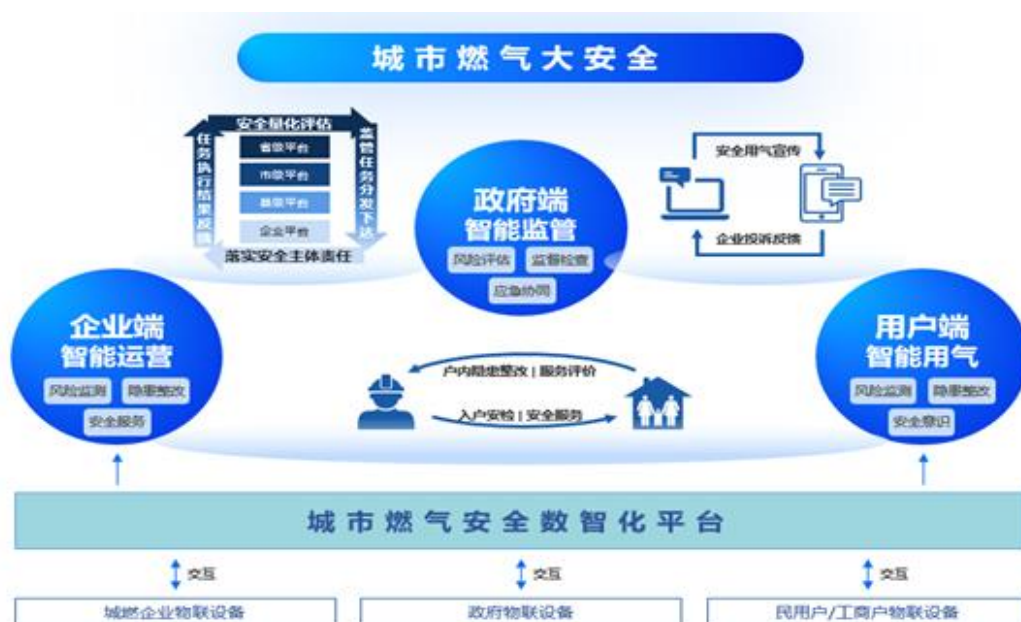 城市燃气大安全
安全量化评估
任务执行结果反馈
省级平台
市级平台
县级平台
企业平台
监管任务分发下达
落实安全主体责任
政府端
智能监管
风险评估 监督检查
应急协同
安全用气宣传
企业投诉反馈
企业端
智能运营
风险监测 隐患整改
安全服务
户内隐患整改 | 服务评价
入户安检 | 安全服务
用户端
智能用气
风险监测 隐患整改
安全意识
城市燃气安全数智化平台
交互 交互 交互
城燃企业物联设备 政府物联设备 民用户/工商户物联设备